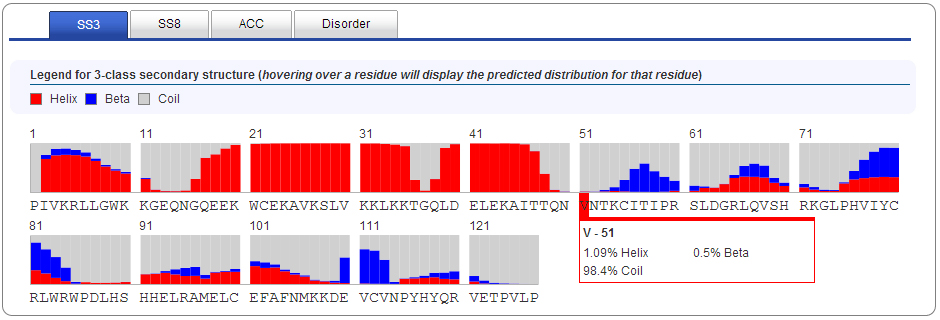 SS3 SS8 ACC Disorder
Legend for 3-class secondary structure (hovering over a residue will display the predicted distribution for that residue)
Helix Beta Coil
1 11 21 31 41 51 61 71
PIVKRLLGWK KGEQNGQEEK WCEKAVKSLV KKLKKTGQLD ELEKAITTQN VNTKCITIPR SLDGRLQVSH RKGLPHVIYC
81 91 101 111 121
RLWRWPDLHS HHELRAMELC EFAFNMKKDE VCVNPYHYQR VETPVLP
V - 51
1.09% Helix 0.5% Beta
98.4% Coil